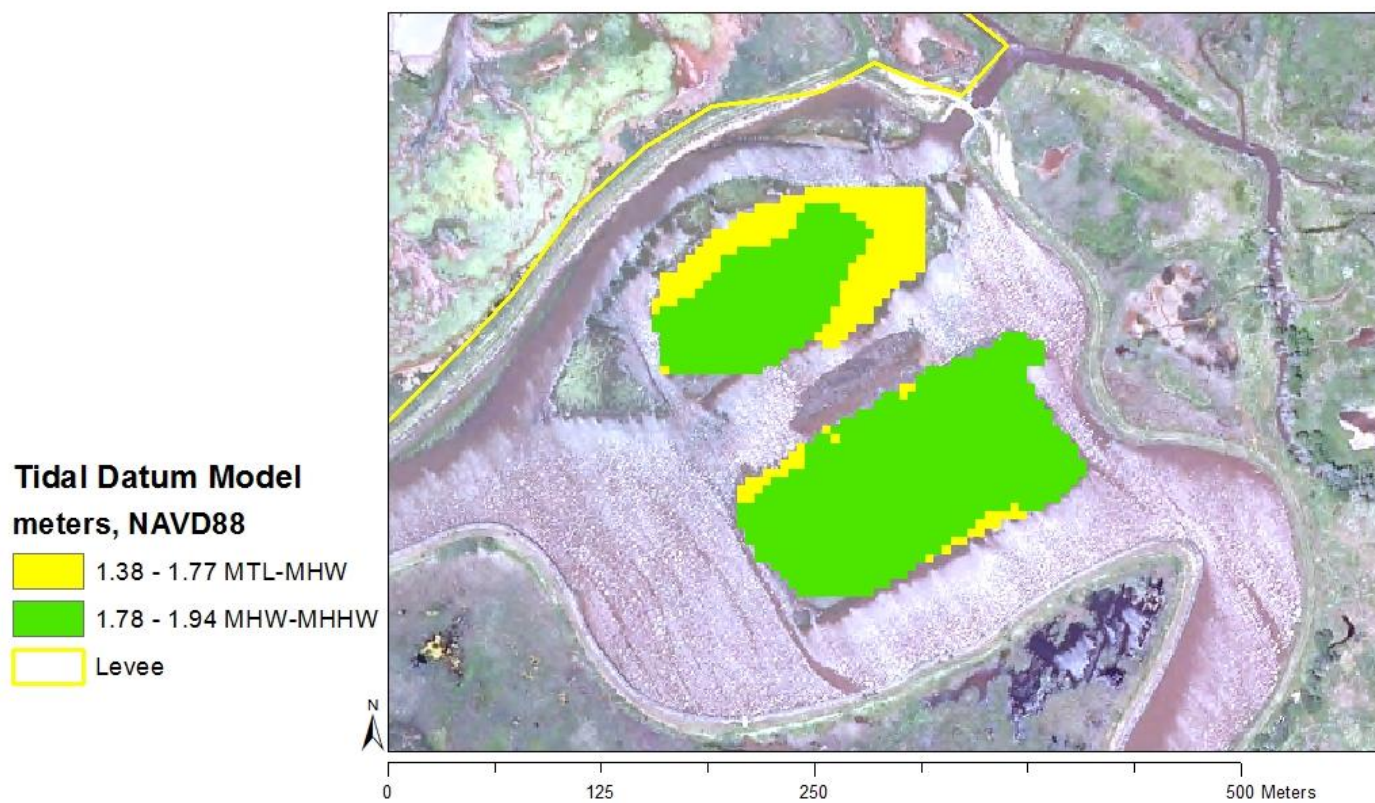 Tidal Datum Model
meters, NAVD88
1.38 - 1.77 MTL-MHW
1.78 - 1.94 MHW-MHHW
Levee
N
0 125 250 500 Meters